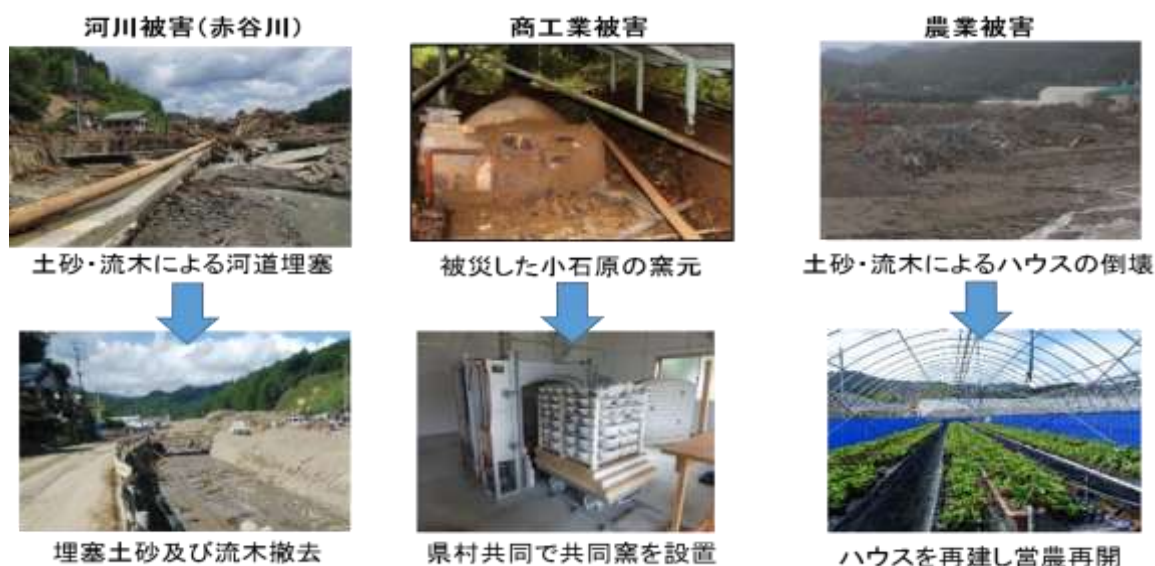 河川被害(赤谷川)
商工業被害
農業被害
土砂・流木による河道埋塞
被災した小石原の窯元
土砂・流木によるハウスの倒壊
埋塞土砂及び流木撤去
県村共同で共同窯を設置
ハウスを再建し営農再開